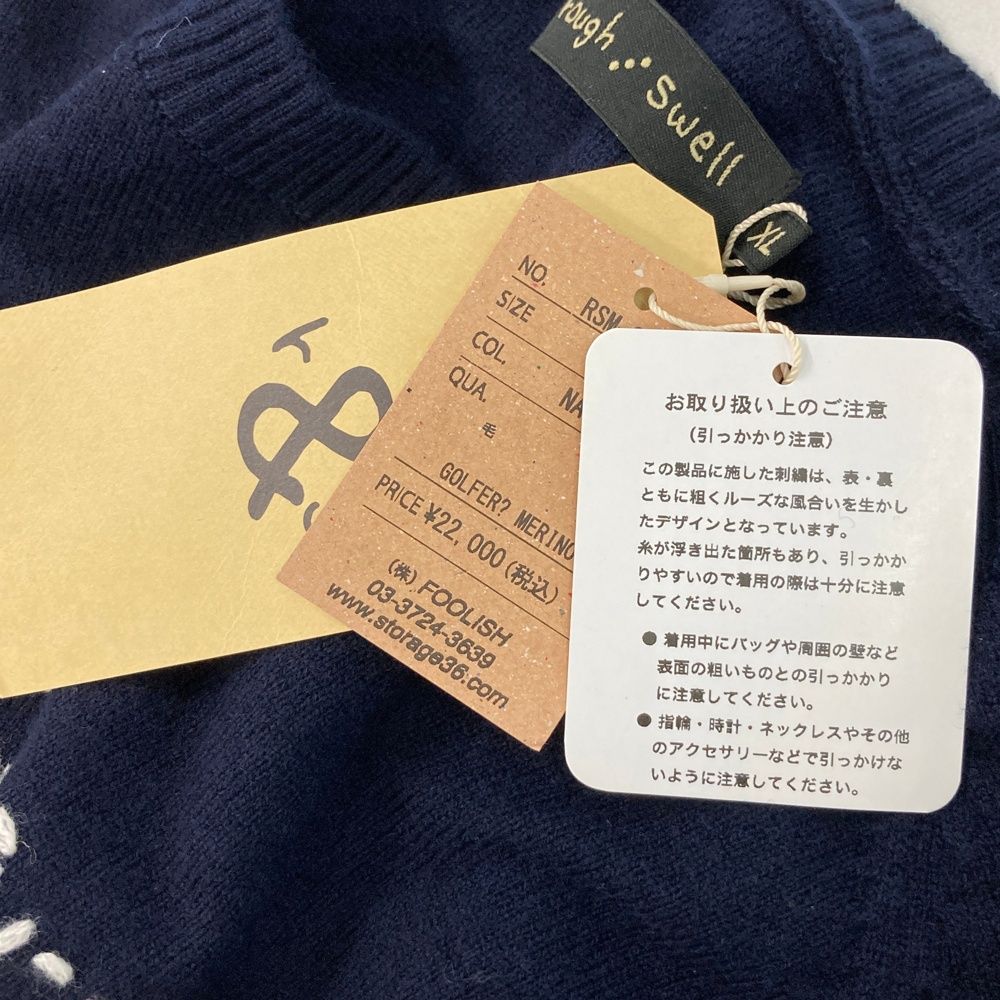 rough
swell
XL
NO. RSM
SIZE
COL. NA
QUA.
毛
GOLFER? MERINO
PRICE ¥22,000(税込)
(株) FOOLISH
03-3724-3639
www.storage36.com
お取り扱い上のご注意
(引っかかり注意)
この製品に施した刺繍は、表・裏
ともに粗くルーズな風合いを生かし
たデザインとなっています。
糸が浮き出た箇所もあり、引っかか
りやすいので着用の際は十分に注意
してください。
● 着用中にバッグや周囲の壁など
表面の粗いものとの引っかかり
に注意してください。
● 指輪・時計・ネックレスやその他
のアクセサリーなどで引っかけな
いように注意してください。